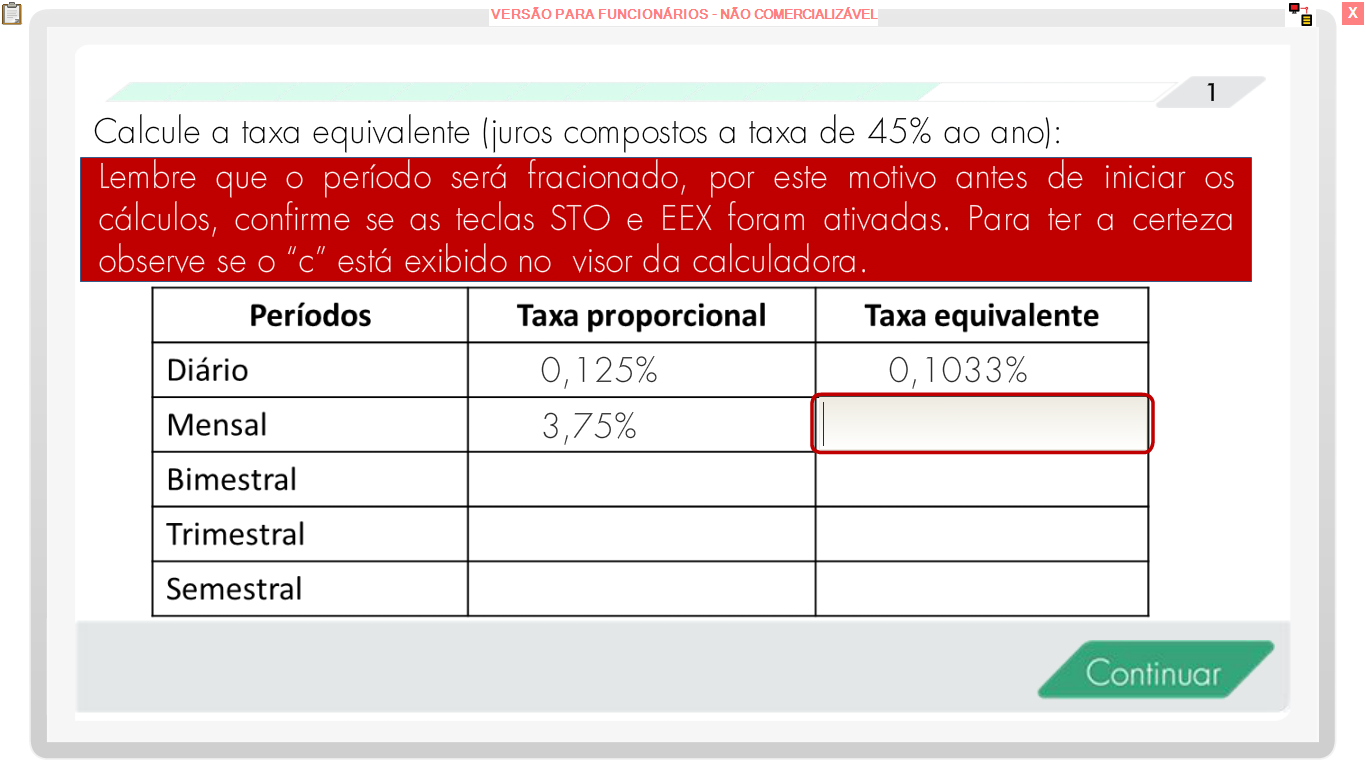 VERSÃO PARA FUNCIONÁRIOS - NÃO COMERCIALIZÁVEL
X
1
Calcule a taxa equivalente (juros compostos a taxa de 45% ao ano):
Lembre que o período será fracionado, por este motivo antes de iniciar os
cálculos, confirme se as teclas STO e EEX foram ativadas. Para ter a certeza
observe se o “c” está exibido no visor da calculadora.
Períodos Taxa proporcional Taxa equivalente
Diário 0,125% 0,1033%
Mensal 3,75%
Bimestral
Trimestral
Semestral
Continuar